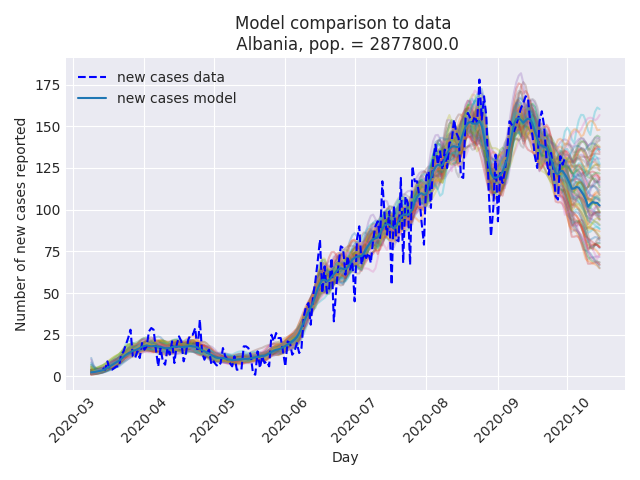 Model comparison to data
Albania, pop. = 2877800.0
new cases data
new cases model
Number of new cases reported
175
150
125
100
75
50
25
0
2020-03
2020-04
2020-05
2020-06
2020-07
2020-08
2020-09
2020-10
Day